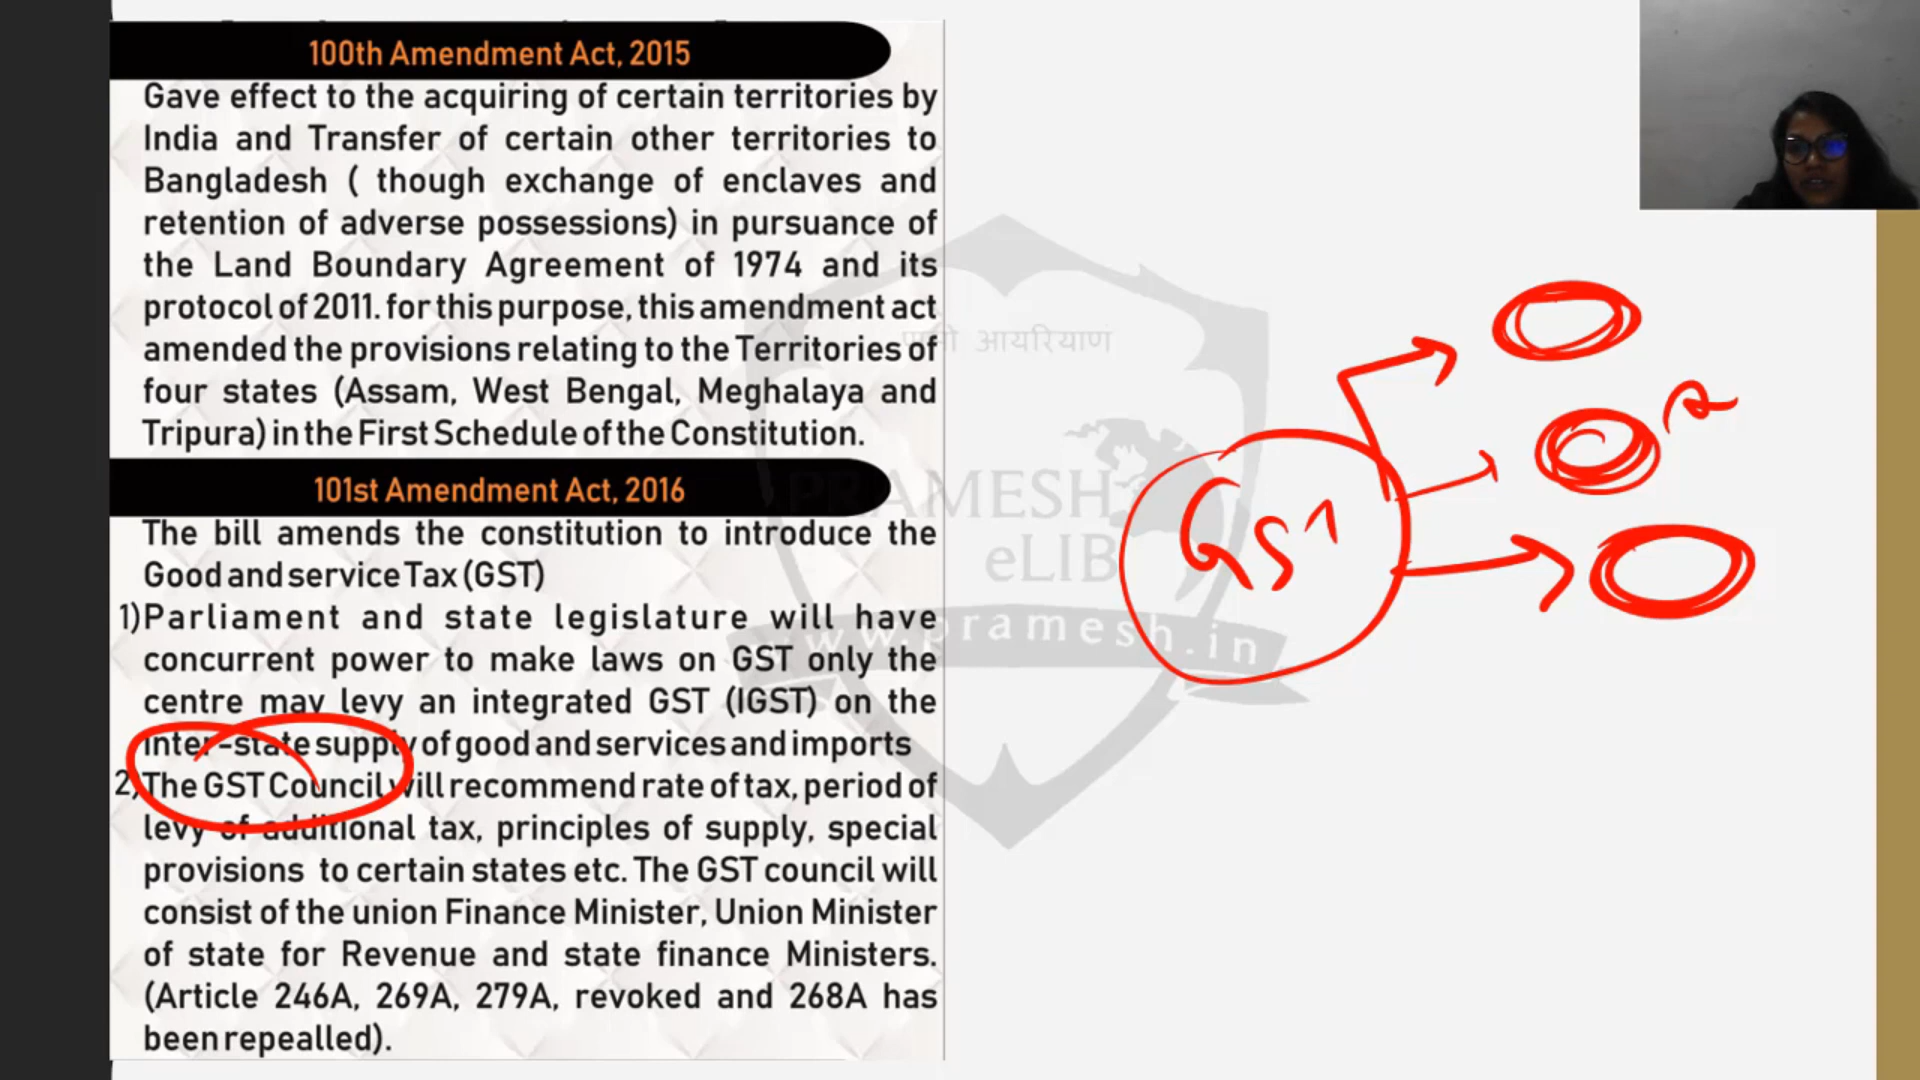 100th Amendment Act, 2015
Gave effect to the acquiring of certain territories by
India and Transfer of certain other territories to
Bangladesh ( though exchange of enclaves and
retention of adverse possessions) in pursuance of
the Land Boundary Agreement of 1974 and its
protocol of 2011. for this purpose, this amendment act
amended the provisions relating to the Territories of
four states (Assam, West Bengal, Meghalaya and
Tripura) in the First Schedule of the Constitution.
101st Amendment Act, 2016
The bill amends the constitution to introduce the
Good and service Tax (GST)
1)Parliament and state legislature will have
concurrent power to make laws on GST only the
centre may levy an integrated GST (IGST) on the
inter-state supply of good and services and imports
2)The GST Council will recommend rate of tax, period of
levy of additional tax, principles of supply, special
provisions to certain states etc. The GST council will
consist of the union Finance Minister, Union Minister
of state for Revenue and state finance Ministers.
(Article 246A, 269A, 279A, revoked and 268A has
been repealled).
आयरियाणं
PRAMESH
eLIB
www.pramesh.in
GST